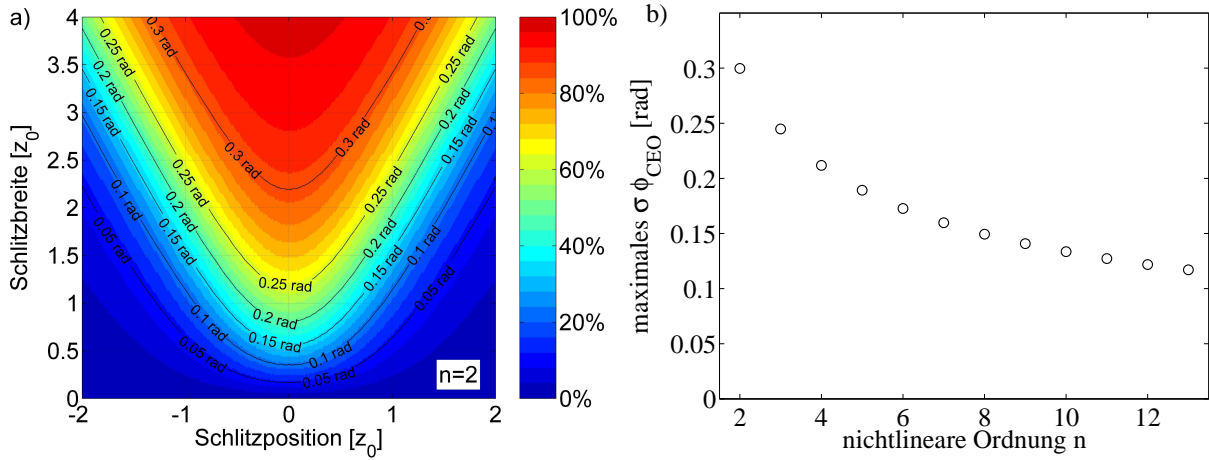 a)
Schlitzbreite [z0]
4
3.5
3
2.5
2
1.5
1
0.5
0
-2
-1
0
1
2
Schlitzposition [z0]
0.25 rad
0.2 rad
0.15 rad
0.1 rad
0.05 rad
0.3 rad
0.3 rad
0.25 rad
0.2 rad
0.15 rad
0.1
0.25 rad
0.2 rad
0.15 rad
0.25 rad
0.2 rad
0.15 rad
0.1 rad
0.05 rad
0.25 rad
0.2 rad
0.15 rad
0.1 rad
0.05 rad
0.1 rad
0.05 rad
n=2
100%
80%
60%
40%
20%
0%
b)
maximales σ ϕCEO [rad]
0.3
0.25
0.2
0.15
0.1
0.05
0
2
4
6
8
10
12
nichtlineare Ordnung n